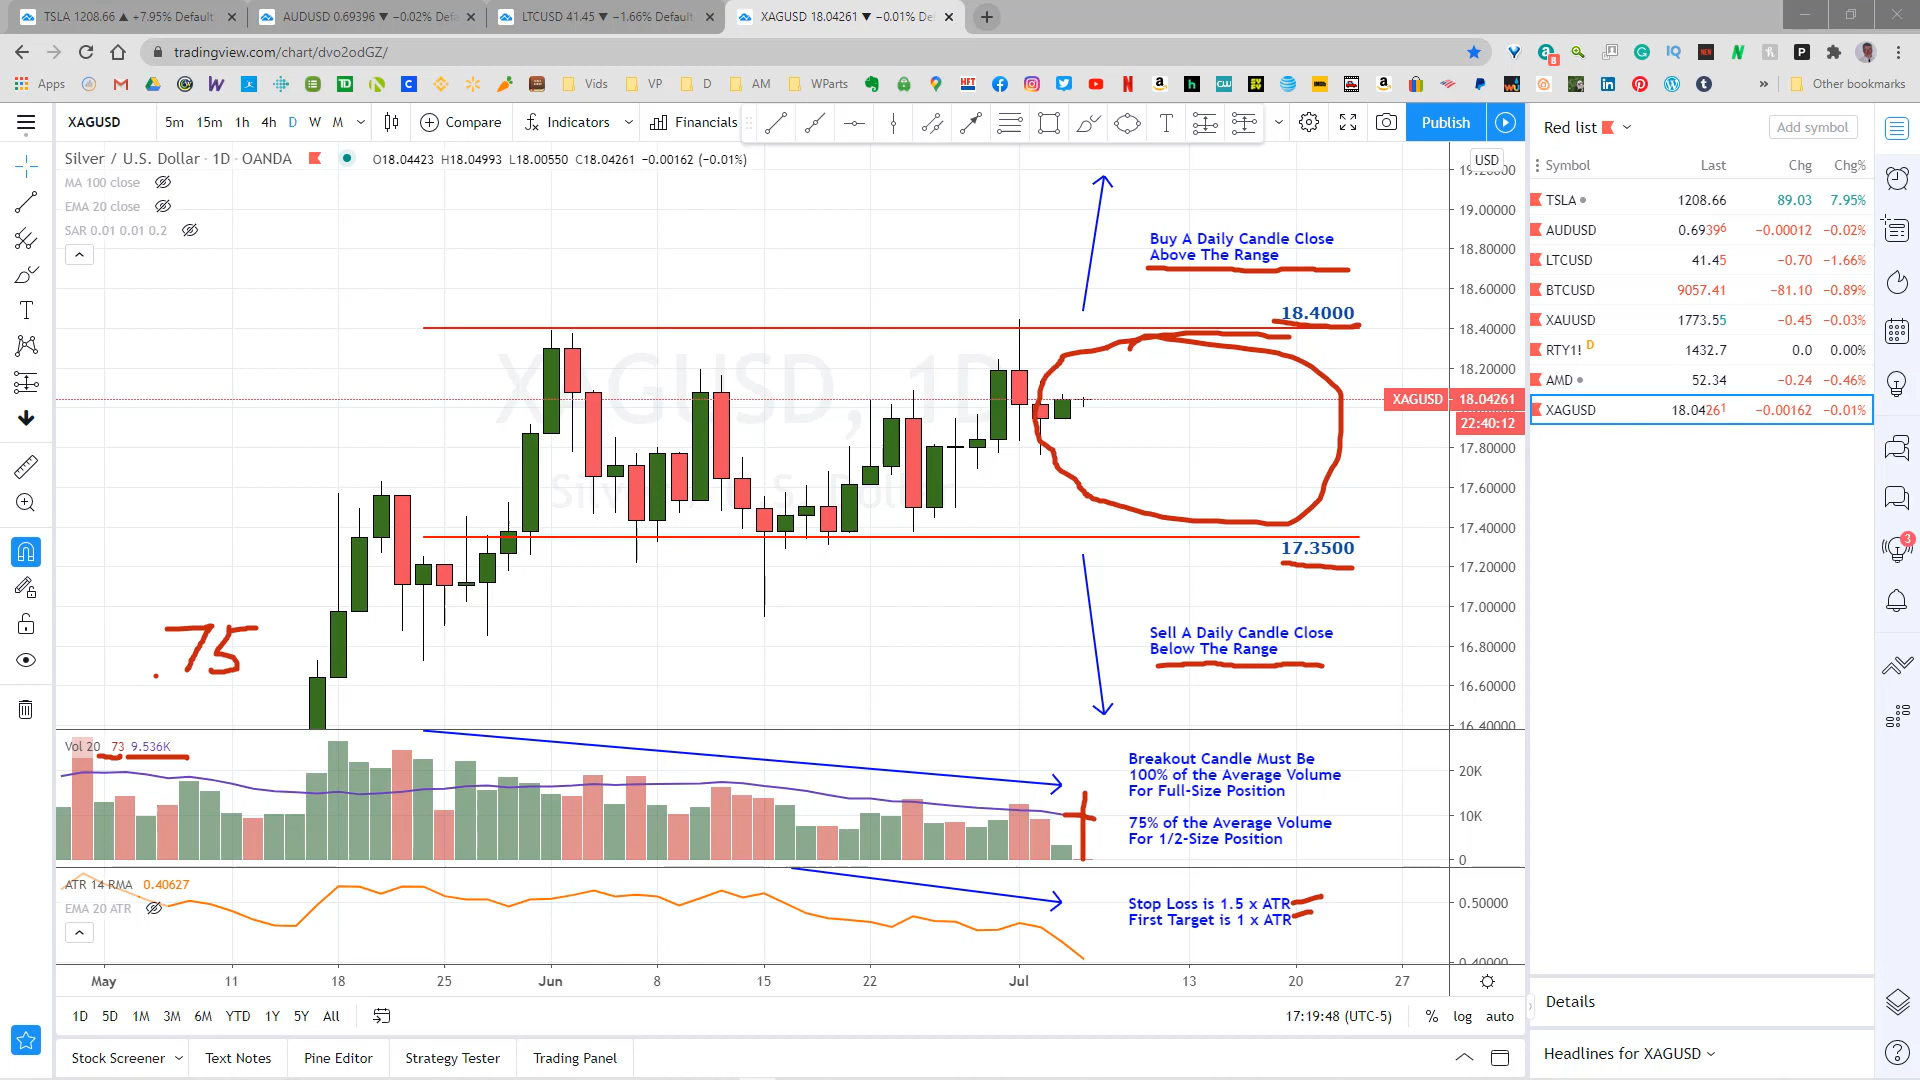 TSLA 1208.66 ▲ +7.95% Default
AUDUSD 0.69396 ▼ −0.02% Defau
LTCUSD 41.45 ▼ −1.66% Default
XAGUSD 18.04261 ▼ −0.01% De
tradingview.com/chart/dvo2odGZ/
Apps
Vids
VP
D
AM
WParts
Other bookmarks
XAGUSD 5m 15m 1h 4h D W M Compare Indicators Financials Publish
Silver / U.S. Dollar · 1D · OANDA O18.04423 H18.04993 L18.00550 C18.04261 −0.00162 (−0.01%)
MA 100 close
EMA 20 close
SAR 0.01 0.01 0.2
XAGUSD, 1D
Silver / U.S. Dollar
USD
19.20000
19.00000
18.80000
18.60000
18.40000
18.20000
XAGUSD 18.04261
22:40:12
17.80000
17.60000
17.40000
17.20000
17.00000
16.80000
16.60000
16.40000
Buy A Daily Candle Close
Above The Range
18.4000
17.3500
Sell A Daily Candle Close
Below The Range
.75
Vol 20 73 9.536K
Breakout Candle Must Be
100% of the Average Volume
For Full-Size Position
75% of the Average Volume
For 1/2-Size Position
20K
10K
0
ATR 14 RMA 0.40627
EMA 20 ATR
Stop Loss is 1.5 x ATR
First Target is 1 x ATR
0.50000
0.40000
May 11 18 25 Jun 8 15 22 Jul 13 20 27
1D 5D 1M 3M 6M YTD 1Y 5Y All
17:19:48 (UTC-5) % log auto
Stock Screener Text Notes Pine Editor Strategy Tester Trading Panel
Red list
Add symbol
Symbol Last Chg Chg%
TSLA 1208.66 89.03 7.95%
AUDUSD 0.69396 −0.00012 −0.02%
LTCUSD 41.45 −0.70 −1.66%
BTCUSD 9057.41 −81.10 −0.89%
XAUUSD 1773.55 −0.45 −0.03%
RTY1! D 1432.7 0.0 0.00%
AMD 52.34 −0.24 −0.46%
XAGUSD 18.04261 −0.00162 −0.01%
3
Details
Headlines for XAGUSD